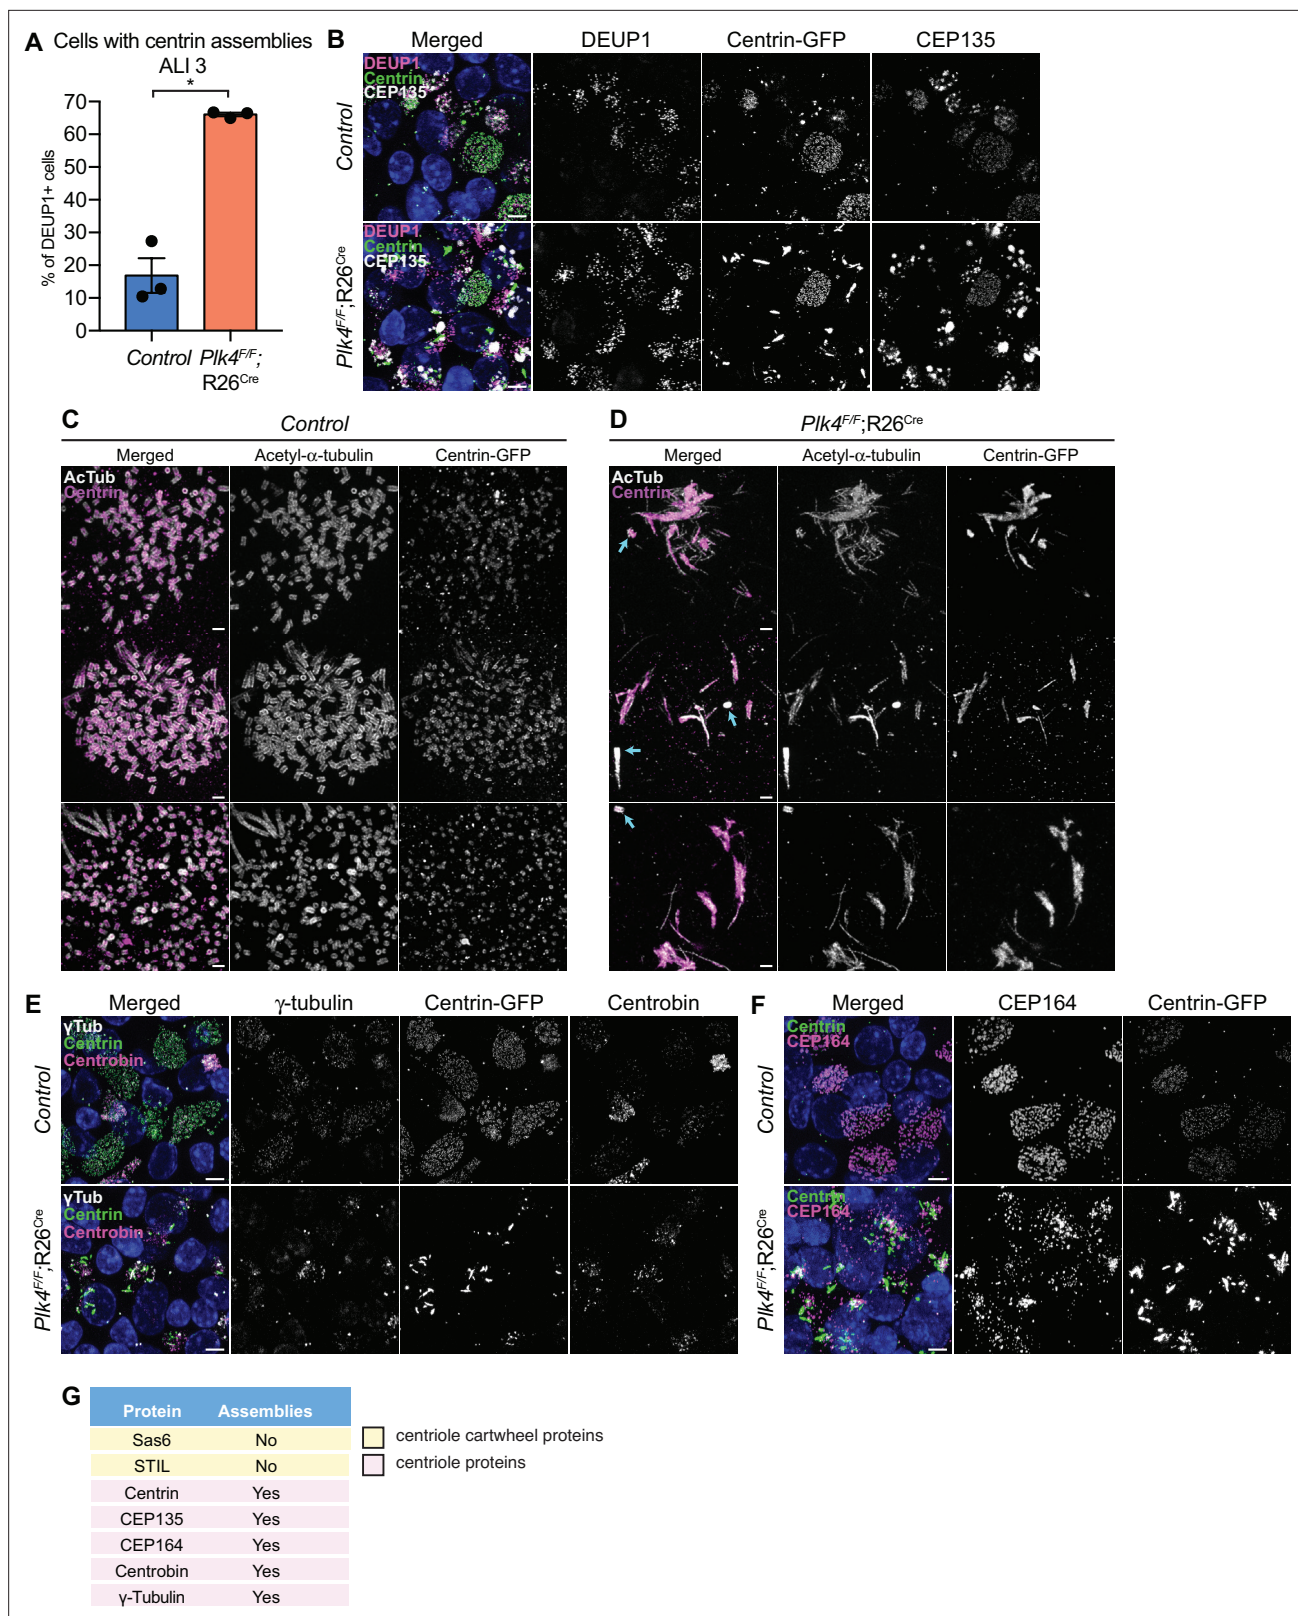 A Cells with centrin assemblies
ALI 3
*
% of DEUP1+ cells
70
60
50
40
30
20
10
0
Control
Plk4F/F;
R26Cre
B
Merged
DEUP1
Centrin-GFP
CEP135
Control
DEUP1
Centrin
CEP135
Plk4F/F;R26Cre
DEUP1
Centrin
CEP135
C
Control
Merged
Acetyl-α-tubulin
Centrin-GFP
AcTub
Centrin
D
Plk4F/F;R26Cre
Merged
Acetyl-α-tubulin
Centrin-GFP
AcTub
Centrin
E
Merged
γ-tubulin
Centrin-GFP
Centrobin
Control
γTub
Centrin
Centrobin
Plk4F/F;R26Cre
γTub
Centrin
Centrobin
F
Merged
CEP164
Centrin-GFP
Control
Centrin
CEP164
Plk4F/F;R26Cre
Centrin
CEP164
G
Protein Assemblies
Sas6 No
STIL No
Centrin Yes
CEP135 Yes
CEP164 Yes
Centrobin Yes
γ-Tubulin Yes
centriole cartwheel proteins
centriole proteins